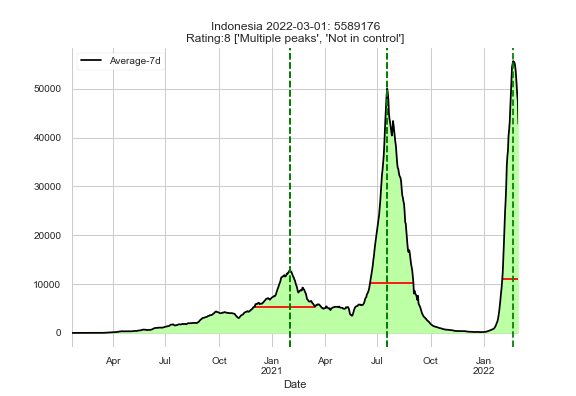 Indonesia 2022-03-01: 5589176
Rating:8 ['Multiple peaks', 'Not in control']
Average-7d
50000
40000
30000
20000
10000
0
Apr Jul Oct Jan Apr Jul Oct Jan
2021 2022
Date